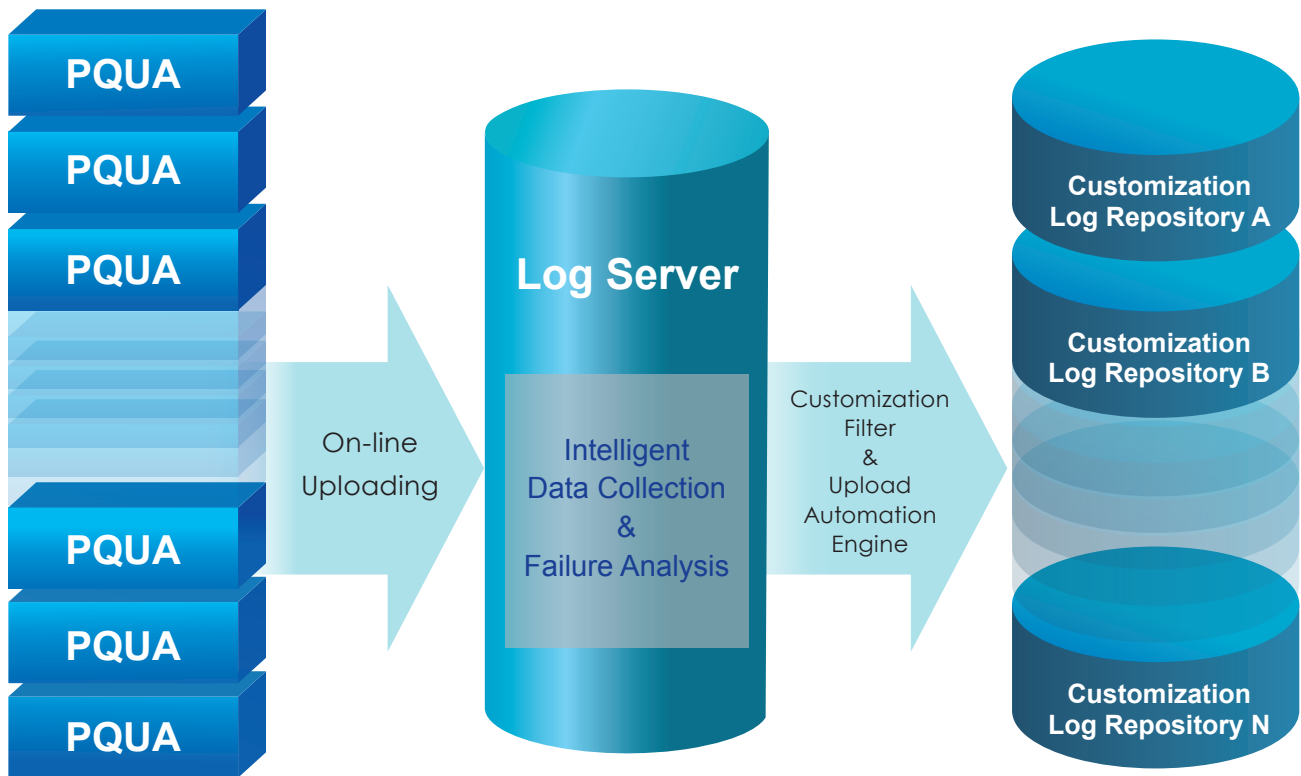 PQUA
PQUA
PQUA
PQUA
PQUA
PQUA
On-line
Uploading
Log Server
Intelligent
Data Collection
&
Failure Analysis
Customization
Filter
&
Upload
Automation
Engine
Customization
Log Repository A
Customization
Log Repository B
Customization
Log Repository N